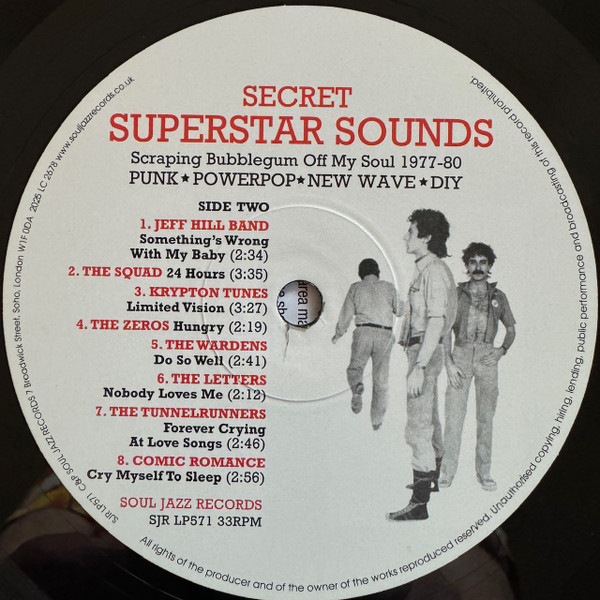 SECRET
SUPERSTAR SOUNDS
Scraping Bubblegum Off My Soul 1977-80
PUNK★POWERPOP★NEW WAVE★DIY
SIDE TWO
1. JEFF HILL BAND
Something's Wrong
With My Baby (2:34)
2. THE SQUAD 24 Hours (3:35)
3. KRYPTON TUNES
Limited Vision (3:27)
4. THE ZEROS Hungry (2:19)
5. THE WARDENS
Do So Well (2:41)
6. THE LETTERS
Nobody Loves Me (2:12)
7. THE TUNNELRUNNERS
Forever Crying
At Love Songs (2:46)
8. COMIC ROMANCE
Cry Myself To Sleep (2:56)
SOUL JAZZ RECORDS
SJR LP571 33RPM
SJR LP571 C&P SOUL JAZZ RECORDS 7 Broadwick Street, Soho, London W1F 0DA 2025 LC 2678 www.souljazzrecords.co.uk
All rights of the producer and of the owner of the works reproduced reserved. Unauthorised copying, hiring, lending, public performance and broadcasting of this record prohibited.
area ma